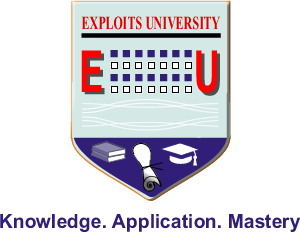 EXPLOITS UNIVERSITY
E U
Knowledge. Application. Mastery